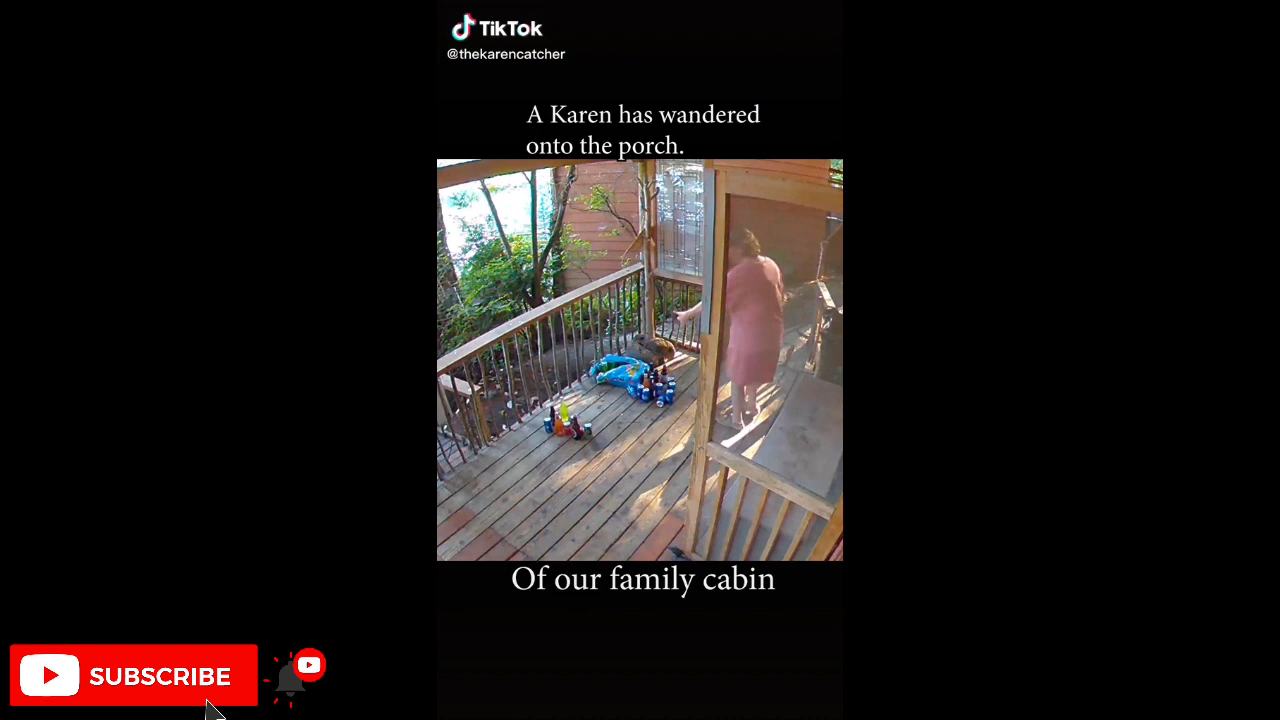 TikTok
@thekarencatcher
A Karen has wandered
onto the porch.
Of our family cabin
SUBSCRIBE